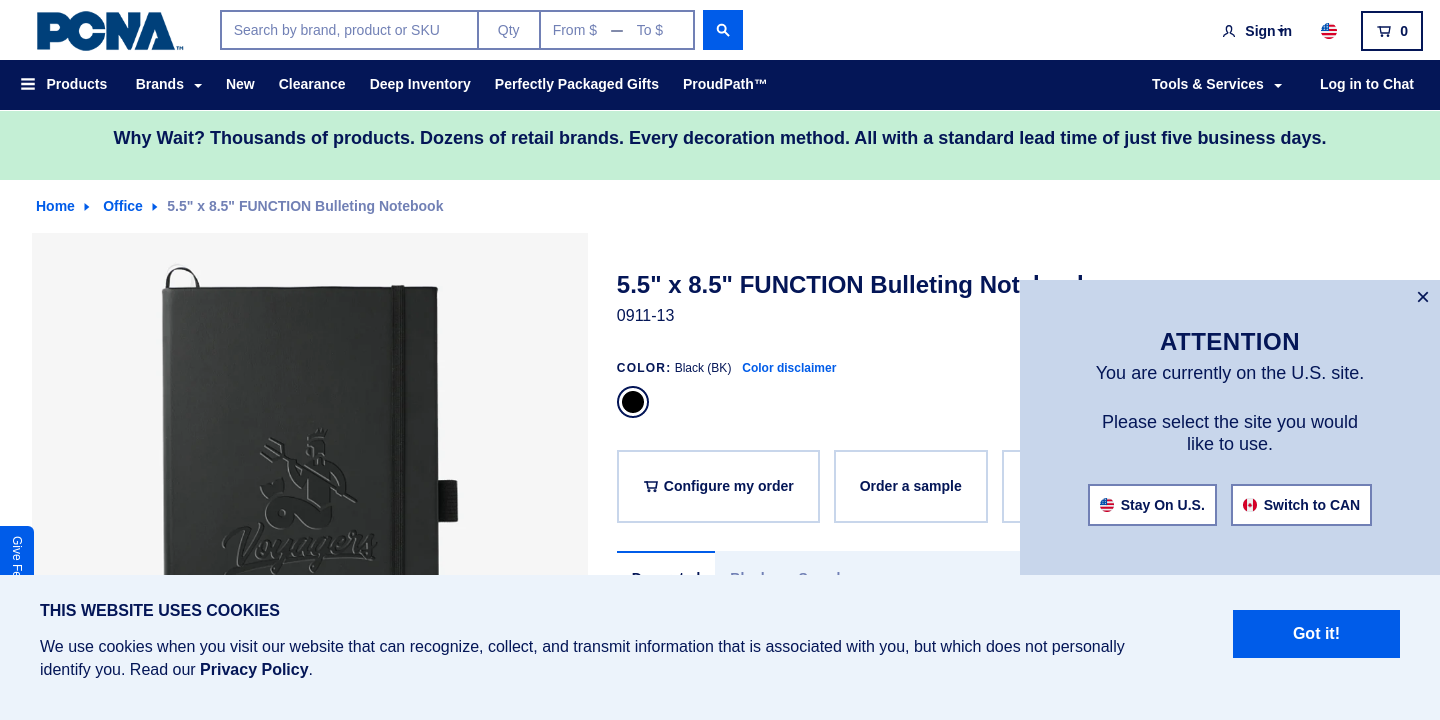 PCNA™
Search by brand, product or SKU
Qty
From $
To $
Sign in
0
Products
Brands
New
Clearance
Deep Inventory
Perfectly Packaged Gifts
ProudPath™
Tools & Services
Log in to Chat
Why Wait? Thousands of products. Dozens of retail brands. Every decoration method. All with a standard lead time of just five business days.
Home
Office
5.5" x 8.5" FUNCTION Bulleting Notebook
5.5" x 8.5" FUNCTION Bulleting
0911-13
COLOR: Black (BK) Color disclaimer
Configure my order
Order a sample
Voyagers
Give
ATTENTION
You are currently on the U.S. site.
Please select the site you would
like to use.
Stay On U.S.
Switch to CAN
THIS WEBSITE USES COOKIES
We use cookies when you visit our website that can recognize, collect, and transmit information that is associated with you, but which does not personally
identify you. Read our Privacy Policy.
Got it!